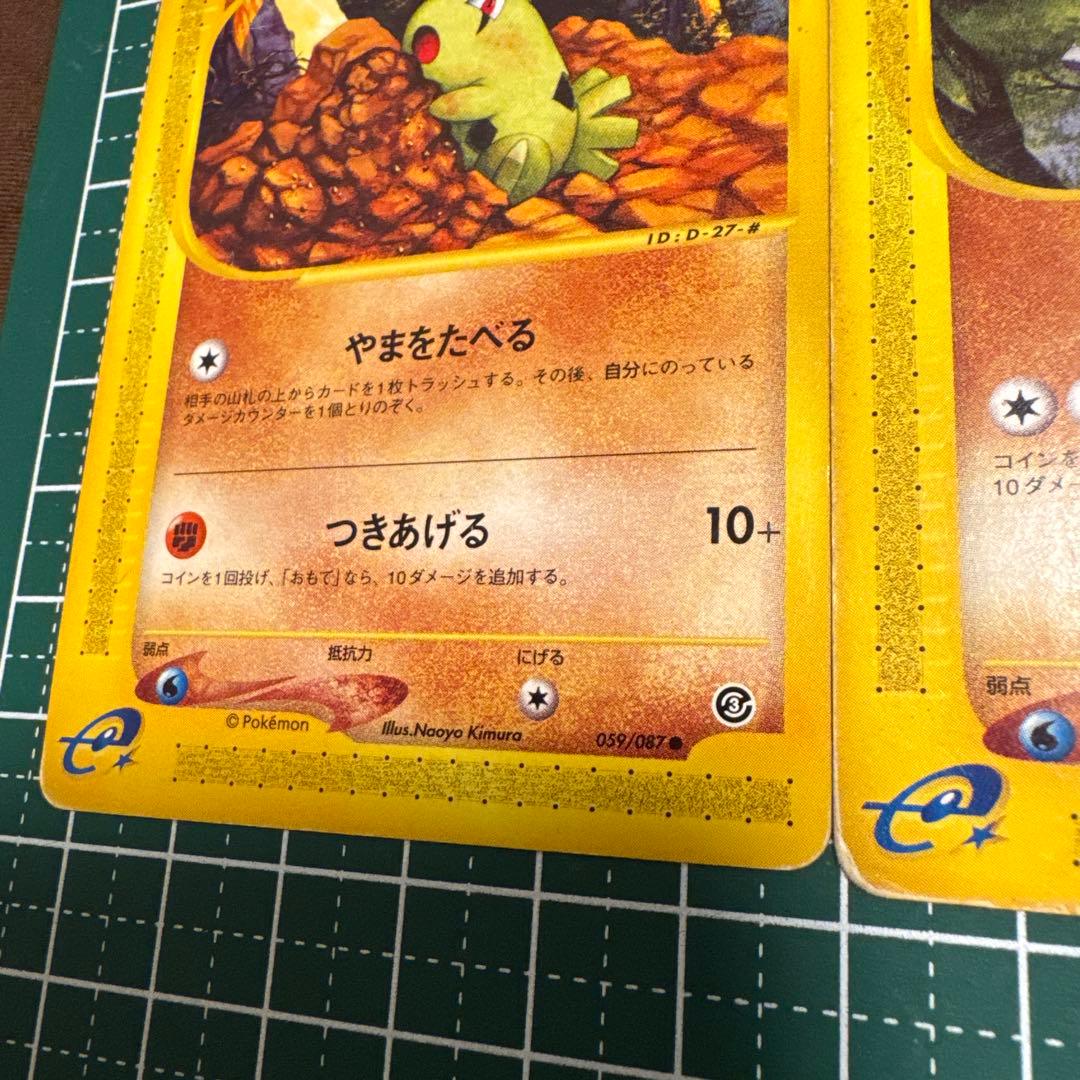 ID:D-27-#
やまをたべる
相手の山札の上からカードを1枚トラッシュする。その後、自分にのっている
ダメージカウンターを1個とりのぞく。
つきあげる 10+
コインを1回投げ、「おもて」なら、10ダメージを追加する。
弱点 抵抗力 にげる
© Pokémon Illus.Naoyo Kimura 059/087●
3
e
コインを
10ダメー
弱点
e